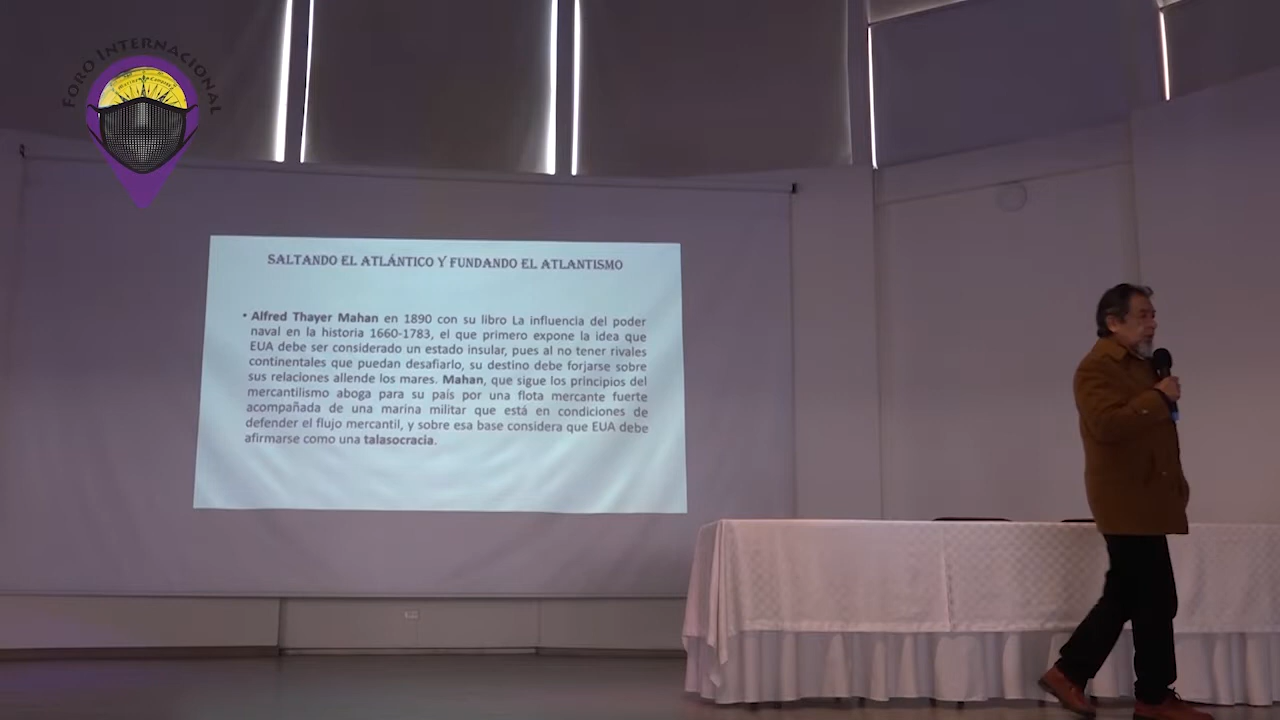 FORO INTERNACIONAL
SALTANDO EL ATLÁNTICO Y FUNDANDO EL ATLANTISMO
• Alfred Thayer Mahan en 1890 con su libro La influencia del poder
naval en la historia 1660-1783, el que primero expone la idea que
EUA debe ser considerado un estado insular, pues al no tener rivales
continentales que puedan desafiarlo, su destino debe forjarse sobre
sus relaciones allende los mares. Mahan, que sigue los principios del
mercantilismo aboga para su país por una flota mercante fuerte
acompañada de una marina militar que está en condiciones de
defender el flujo mercantil, y sobre esa base considera que EUA debe
afirmarse como una talasocracia.